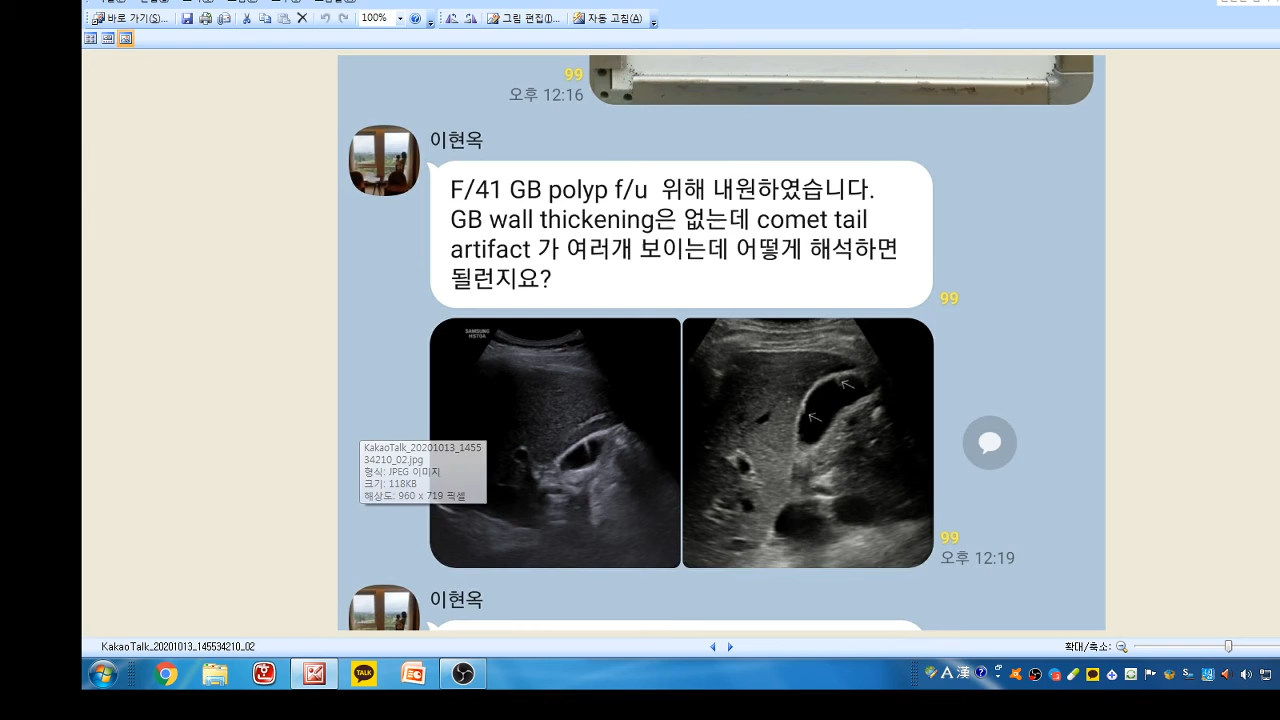 바로 가기(S)...
100%
그림 편집(I)...
자동 고침(A)
99
오후 12:16
이현옥
F/41 GB polyp f/u 위해 내원하였습니다.
GB wall thickening은 없는데 comet tail
artifact 가 여러개 보이는데 어떻게 해석하면
될런지요?
99
SAMSUNG
HS70A
KakaoTalk_20201013_1455
34210_02.jpg
형식: JPEG 이미지
크기: 118KB
해상도: 960 x 719 픽셀
99
오후 12:19
이현옥
KakaoTalk_20201013_145534210_02
확대/축소:
TALK
A 漢